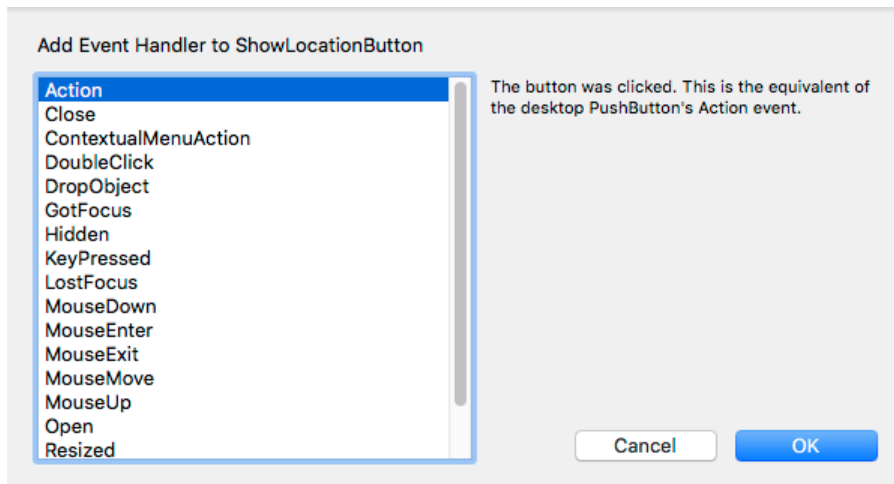 Add Event Handler to ShowLocationButton
Action
Close
ContextualMenuAction
DoubleClick
DropObject
GotFocus
Hidden
KeyPressed
LostFocus
MouseDown
MouseEnter
MouseExit
MouseMove
MouseUp
Open
Resized
The button was clicked. This is the equivalent of
the desktop PushButton's Action event.
Cancel
OK